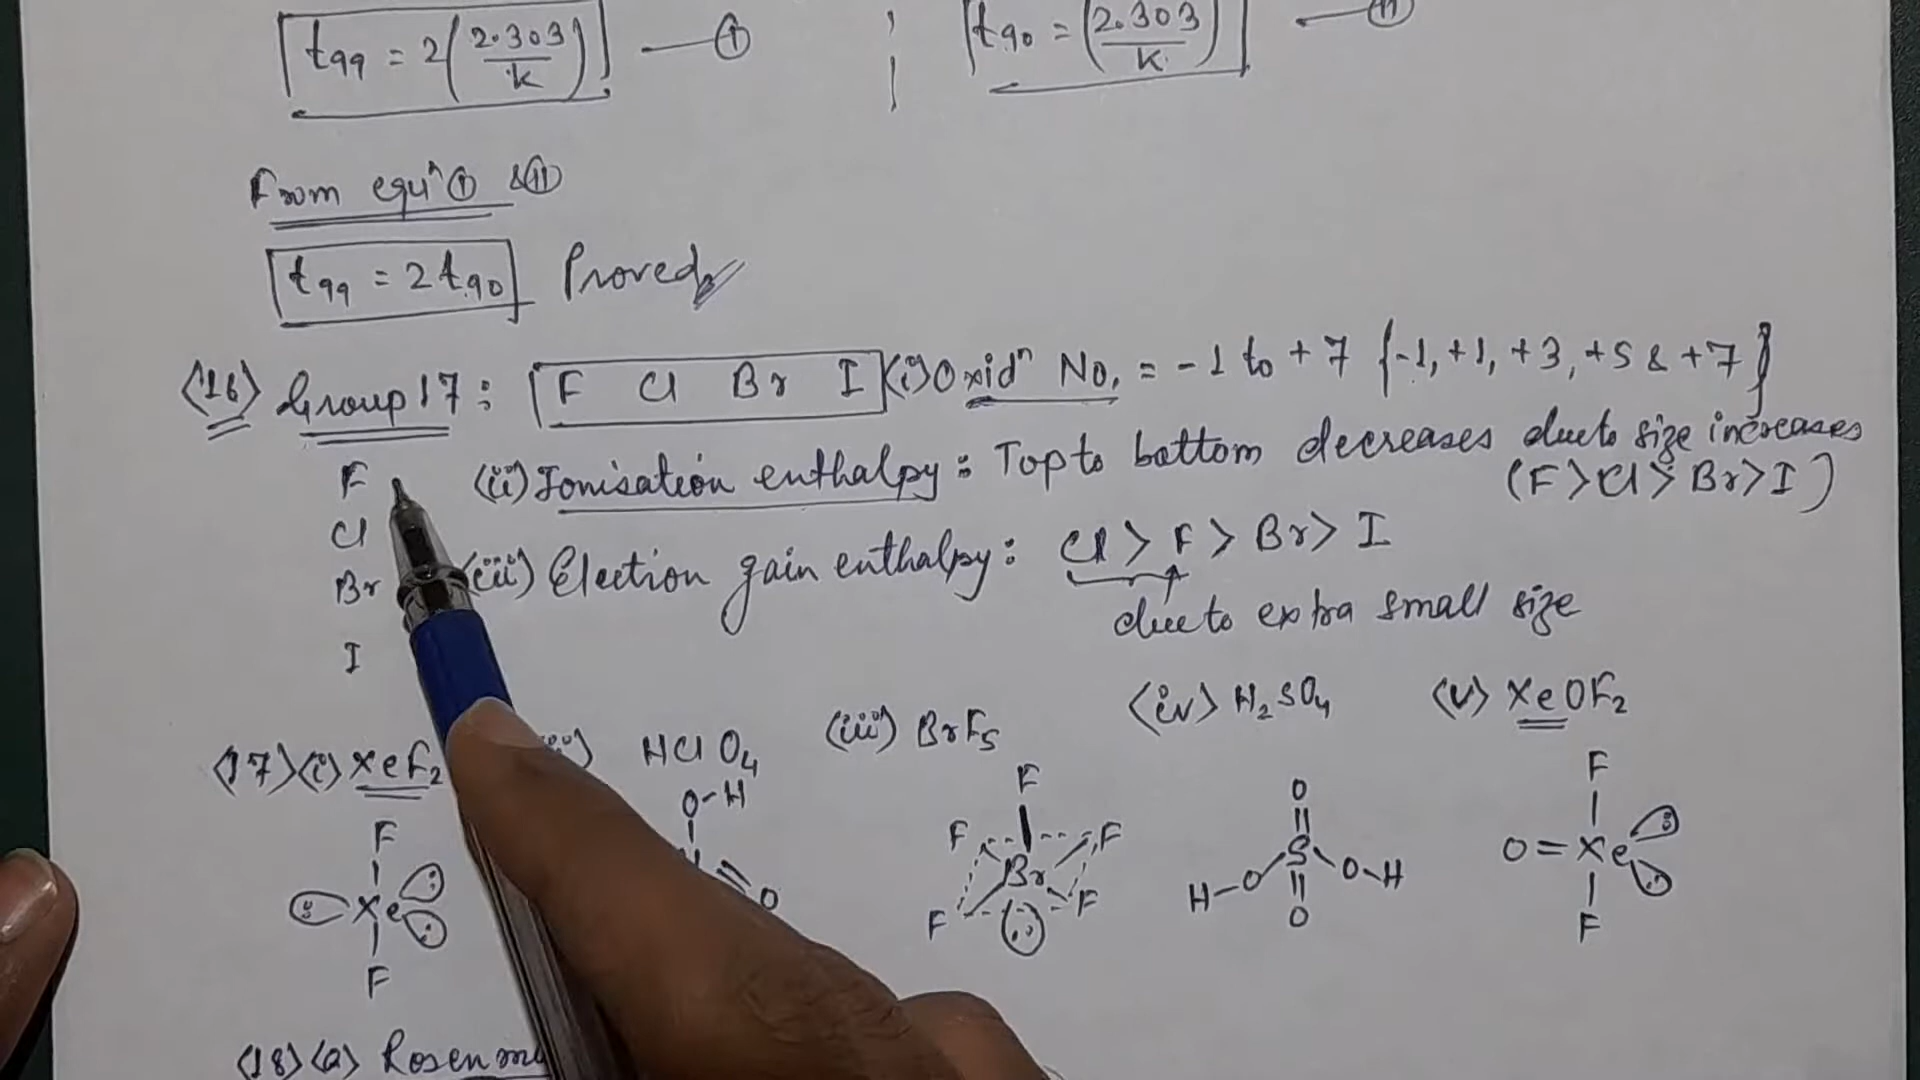 t99 = 2(2.303/k) — (I)
t90 = (2.303/k) — (II)
From equⁿ (I) & (II)
t99 = 2 t90 Proved
(16) Group 17: F Cl Br I (i) Oxidⁿ No. = -1 to +7 {-1, +1, +3, +5 & +7}
F (ii) Ionisation enthalpy: Top to bottom decreases due to size increases
(F > Cl > Br > I)
Cl
Br (iii) Election gain enthalpy: Cl > F > Br > I
due to extra small size
I
(17) (i) XeF2
HClO4
(iii) BrF5
(iv) H2SO4
(v) XeOF2
F
Xe
F
O-H
O
F
F F
Br
F F
O
S
H-O O-H
O
F
O=Xe
F
(18) (a)